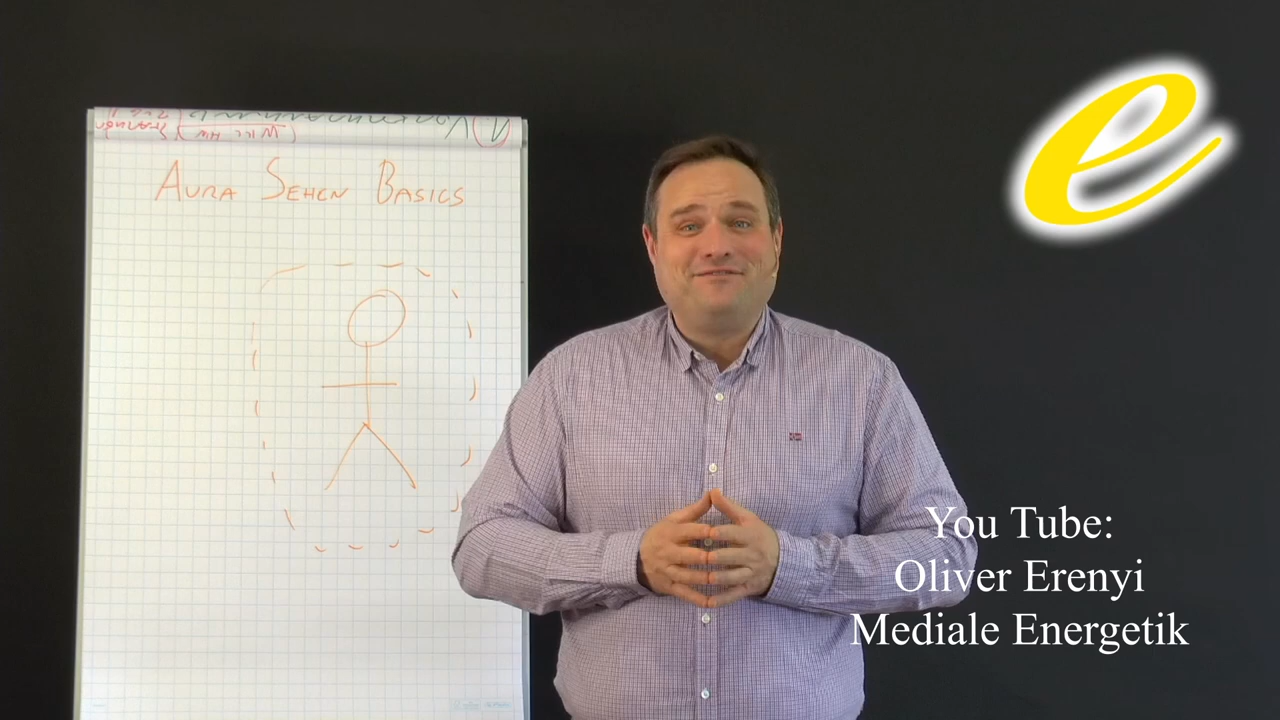 AURA SEHEN BASICS
e
You Tube:
Oliver Erenyi
Mediale Energetik